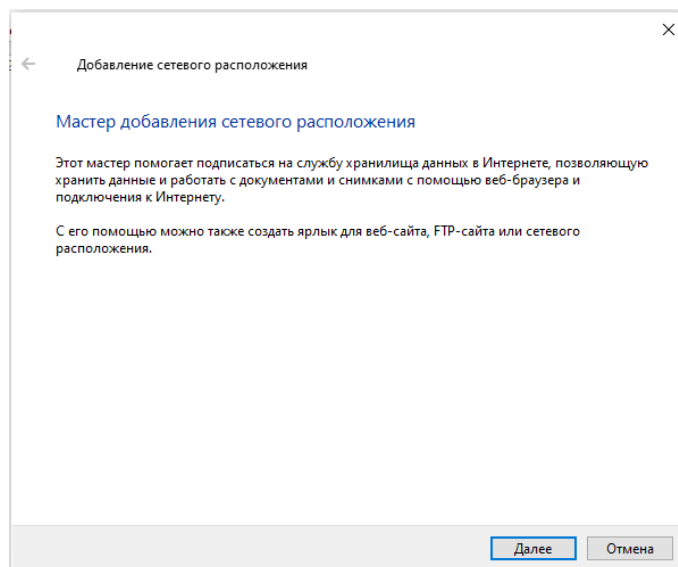 Добавление сетевого расположения
Мастер добавления сетевого расположения
Этот мастер помогает подписаться на службу хранилища данных в Интернете, позволяющую
хранить данные и работать с документами и снимками с помощью веб-браузера и
подключения к Интернету.
С его помощью можно также создать ярлык для веб-сайта, FTP-сайта или сетевого
расположения.
Далее
Отмена